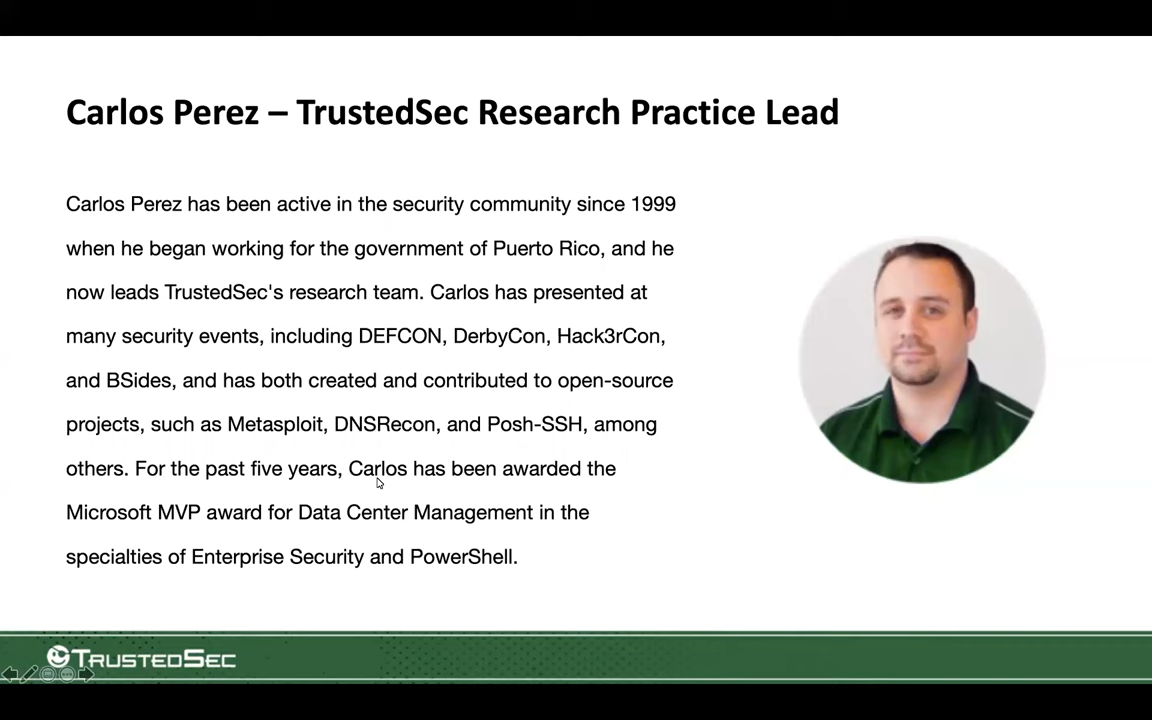 Carlos Perez – TrustedSec Research Practice Lead
Carlos Perez has been active in the security community since 1999
when he began working for the government of Puerto Rico, and he
now leads TrustedSec's research team. Carlos has presented at
many security events, including DEFCON, DerbyCon, Hack3rCon,
and BSides, and has both created and contributed to open-source
projects, such as Metasploit, DNSRecon, and Posh-SSH, among
others. For the past five years, Carlos has been awarded the
Microsoft MVP award for Data Center Management in the
specialties of Enterprise Security and PowerShell.
TRUSTEDSEC